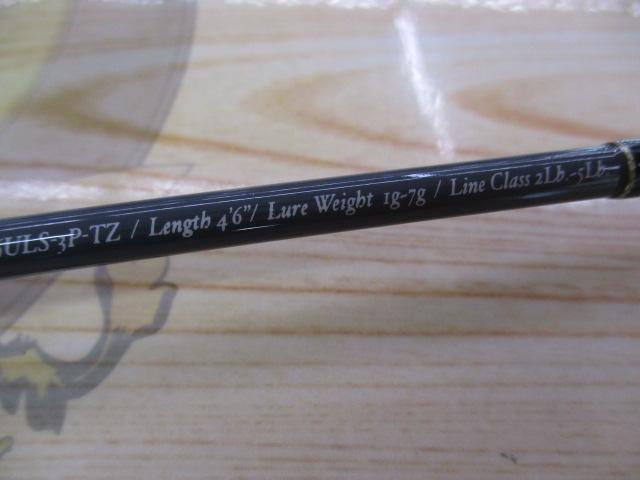 ULS-3P-TZ / Length 4'6"/ Lure Weight 1g-7g / Line Class 2Lb.-5Lb.